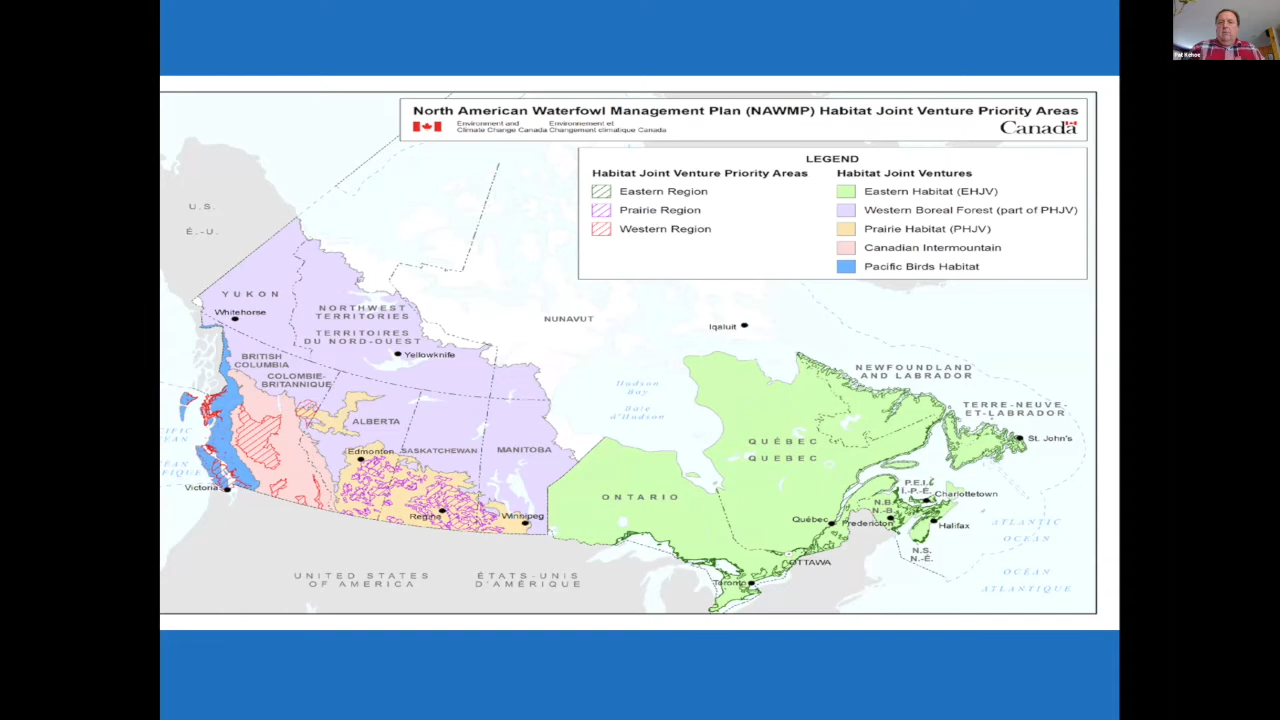 Pat Kehoe
North American Waterfowl Management Plan (NAWMP) Habitat Joint Venture Priority Areas
Environment and Environnement et
Climate Change Canada Changement climatique Canada
Canada
LEGEND
Habitat Joint Venture Priority Areas
Eastern Region
Prairie Region
Western Region
Habitat Joint Ventures
Eastern Habitat (EHJV)
Western Boreal Forest (part of PHJV)
Prairie Habitat (PHJV)
Canadian Intermountain
Pacific Birds Habitat
U.S.
É.-U.
YUKON
Whitehorse
NORTHWEST
TERRITORIES
TERRITOIRES
DU NORD-OUEST
Yellowknife
NUNAVUT
Iqaluit
BRITISH
COLUMBIA
COLOMBIE-
BRITANNIQUE
ALBERTA
Edmonton
SASKATCHEWAN
MANITOBA
Hudson
Bay
Baie
d'Hudson
NEWFOUNDLAND
AND LABRADOR
TERRE-NEUVE-
ET-LABRADOR
St. John's
QUÉBEC
QUEBEC
CIFIC
OCÉAN
ÉAN
CIFIQUE
Victoria
Regina
Winnipeg
ONTARIO
P.E.I.
Î.-P.-É.
Charlottetown
N.B.
N.-B.
Québec
Fredericton
Halifax
N.S.
N.-É.
OTTAWA
Toronto
ATLANTIC
OCEAN
OCÉAN
ATLANTIQUE
UNITED STATES
OF AMERICA
ÉTATS-UNIS
D'AMÉRIQUE